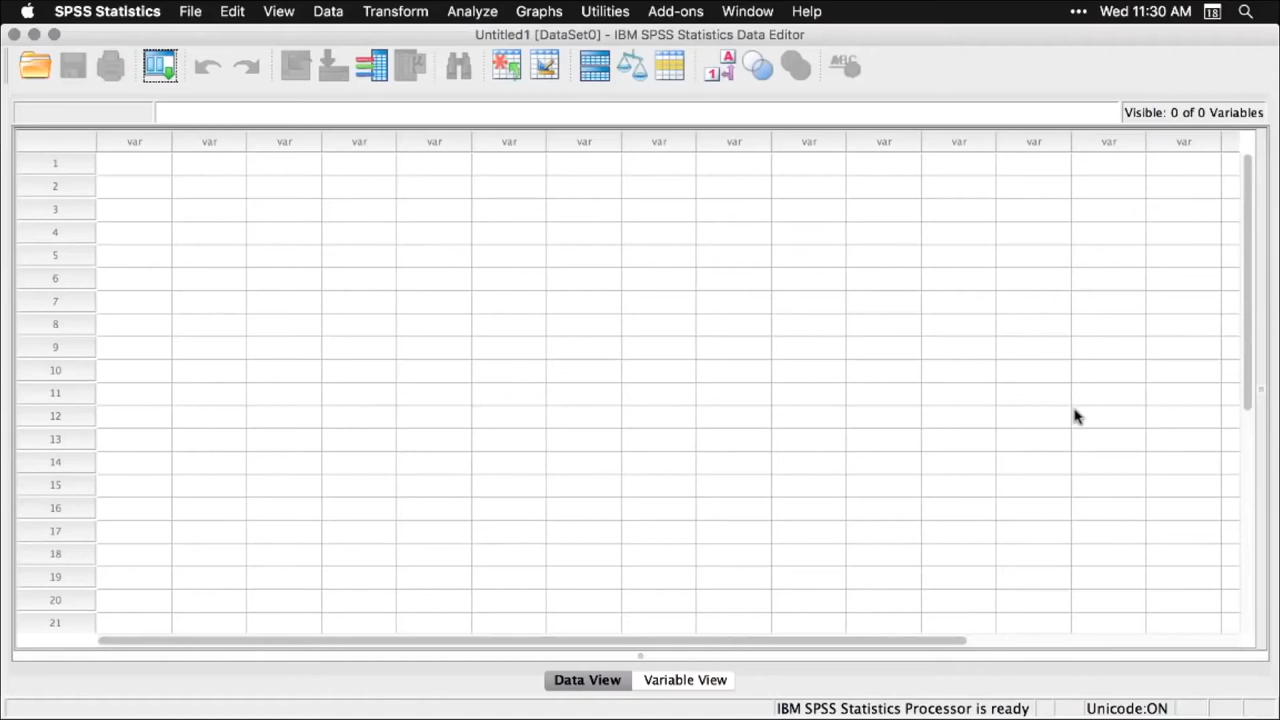 SPSS Statistics File Edit View Data Transform Analyze Graphs Utilities Add-ons Window Help Wed 11:30 AM 18
Untitled1 [DataSet0] - IBM SPSS Statistics Data Editor
1 A
ABC
Visible: 0 of 0 Variables
var var var var var var var var var var var var var var var
1
2
3
4
5
6
7
8
9
10
11
12
13
14
15
16
17
18
19
20
21
Data View Variable View
IBM SPSS Statistics Processor is ready Unicode:ON